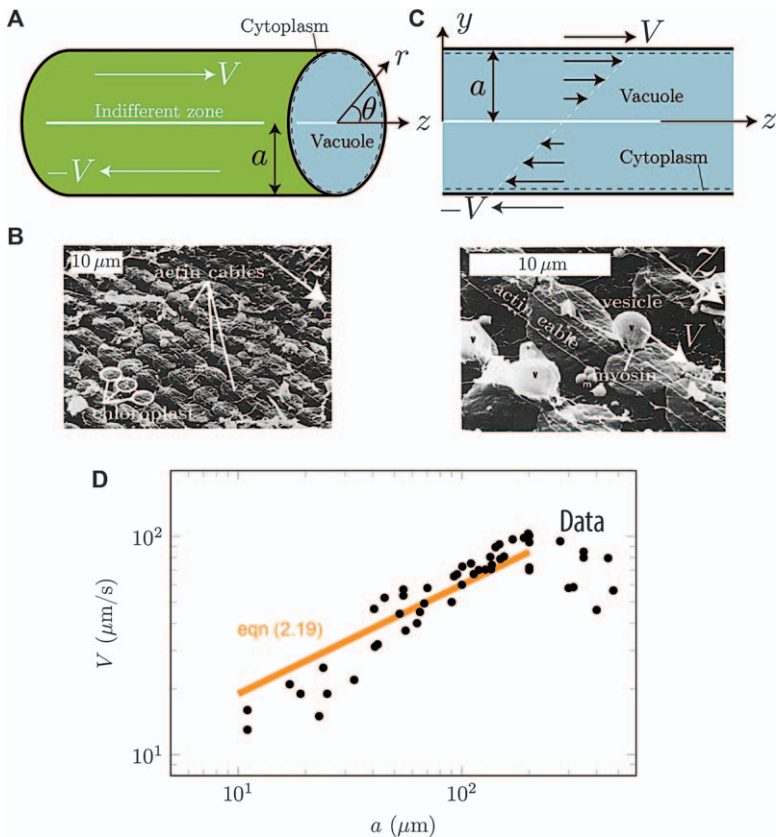 A
Cytoplasm
V
r
Indifferent zone
θ
z
a
Vacuole
−V
C
y
V
a
Vacuole
z
Cytoplasm
−V
B
10 μm
actin cables
z
chloroplast
10 μm
z
vesicle
actin cable
V
v
v
v
m
myosin
D
Data
10²
V (μm/s)
eqn (2.19)
10¹
10¹
10²
a (μm)